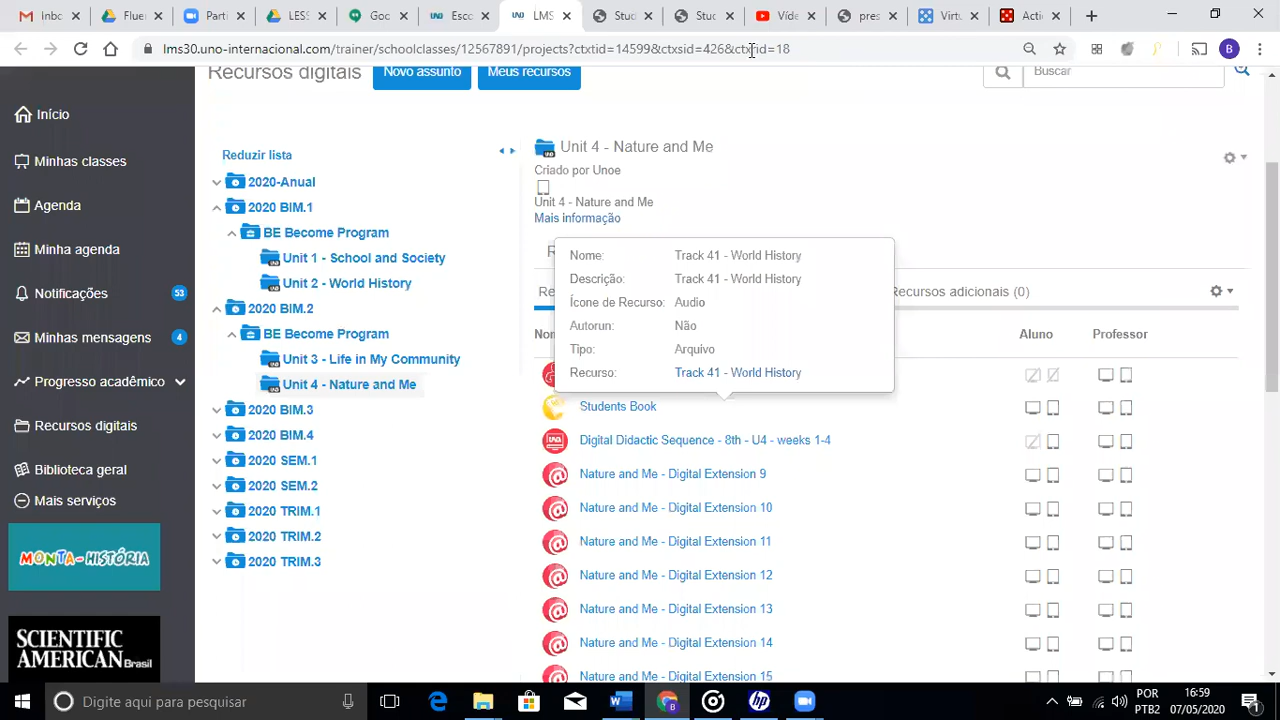 Fluen
Parti
LESS
Goc
Esco
LMS
Stud
Stuc
Víde
pres
Virtu
Actic
lms30.uno-internacional.com/trainer/schoolclasses/12567891/projects?ctxtid=14599&ctxsid=426&ctxrid=18
B
Recursos digitais
Novo assunto
Meus recursos
Buscar
Início
Minhas classes
Agenda
Minha agenda
Notificações
53
Minhas mensagens
4
Progresso acadêmico
Recursos digitais
Biblioteca geral
Mais serviços
MONTA-HISTÓRIA
SCIENTIFIC
AMERICAN Brasil
Reduzir lista
2020-Anual
2020 BIM.1
BE Become Program
Unit 1 - School and Society
Unit 2 - World History
2020 BIM.2
BE Become Program
Unit 3 - Life in My Community
Unit 4 - Nature and Me
2020 BIM.3
2020 BIM.4
2020 SEM.1
2020 SEM.2
2020 TRIM.1
2020 TRIM.2
2020 TRIM.3
Unit 4 - Nature and Me
Criado por Unoe
Unit 4 - Nature and Me
Mais informação
R
Nome: Track 41 - World History
Descrição: Track 41 - World History
Ícone de Recurso: Audio
Autorun: Não
Tipo: Arquivo
Recurso: Track 41 - World History
Re
Recursos adicionais (0)
Nom
Aluno
Professor
Students Book
Digital Didactic Sequence - 8th - U4 - weeks 1-4
Nature and Me - Digital Extension 9
Nature and Me - Digital Extension 10
Nature and Me - Digital Extension 11
Nature and Me - Digital Extension 12
Nature and Me - Digital Extension 13
Nature and Me - Digital Extension 14
Nature and Me - Digital Extension 15
Digite aqui para pesquisar
POR
PTB2
16:59
07/05/2020
1